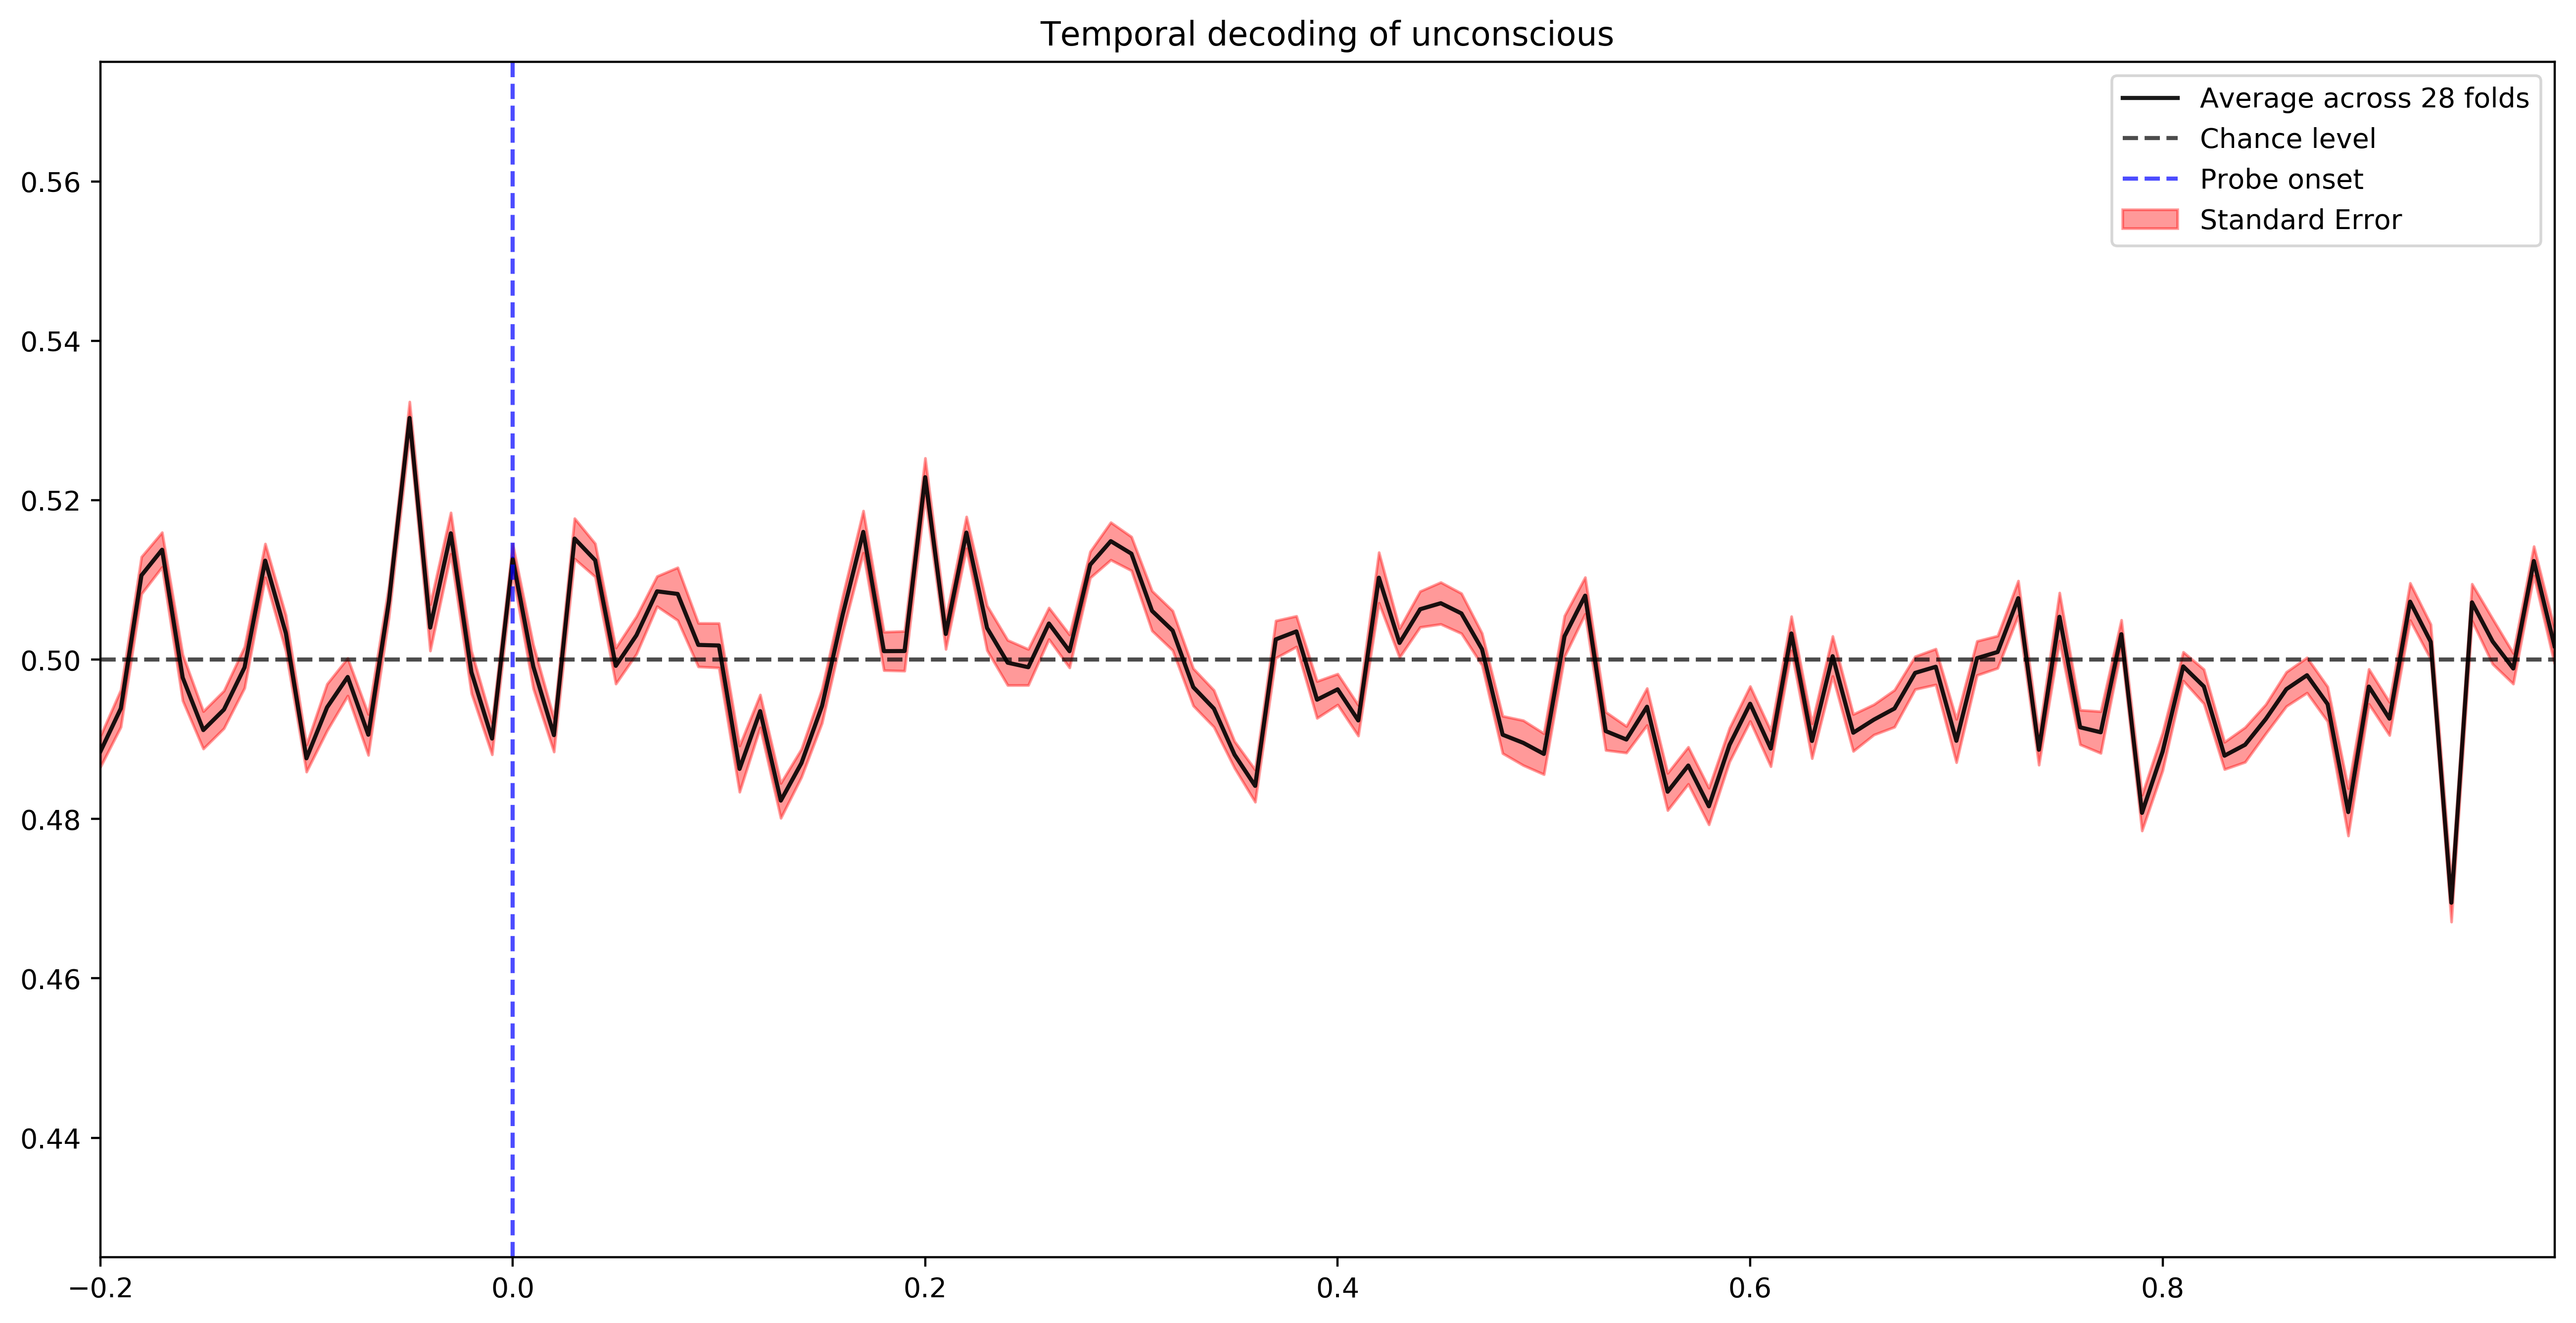 Temporal decoding of unconscious
Average across 28 folds
Chance level
Probe onset
Standard Error
0.56
0.54
0.52
0.50
0.48
0.46
0.44
−0.2 0.0 0.2 0.4 0.6 0.8